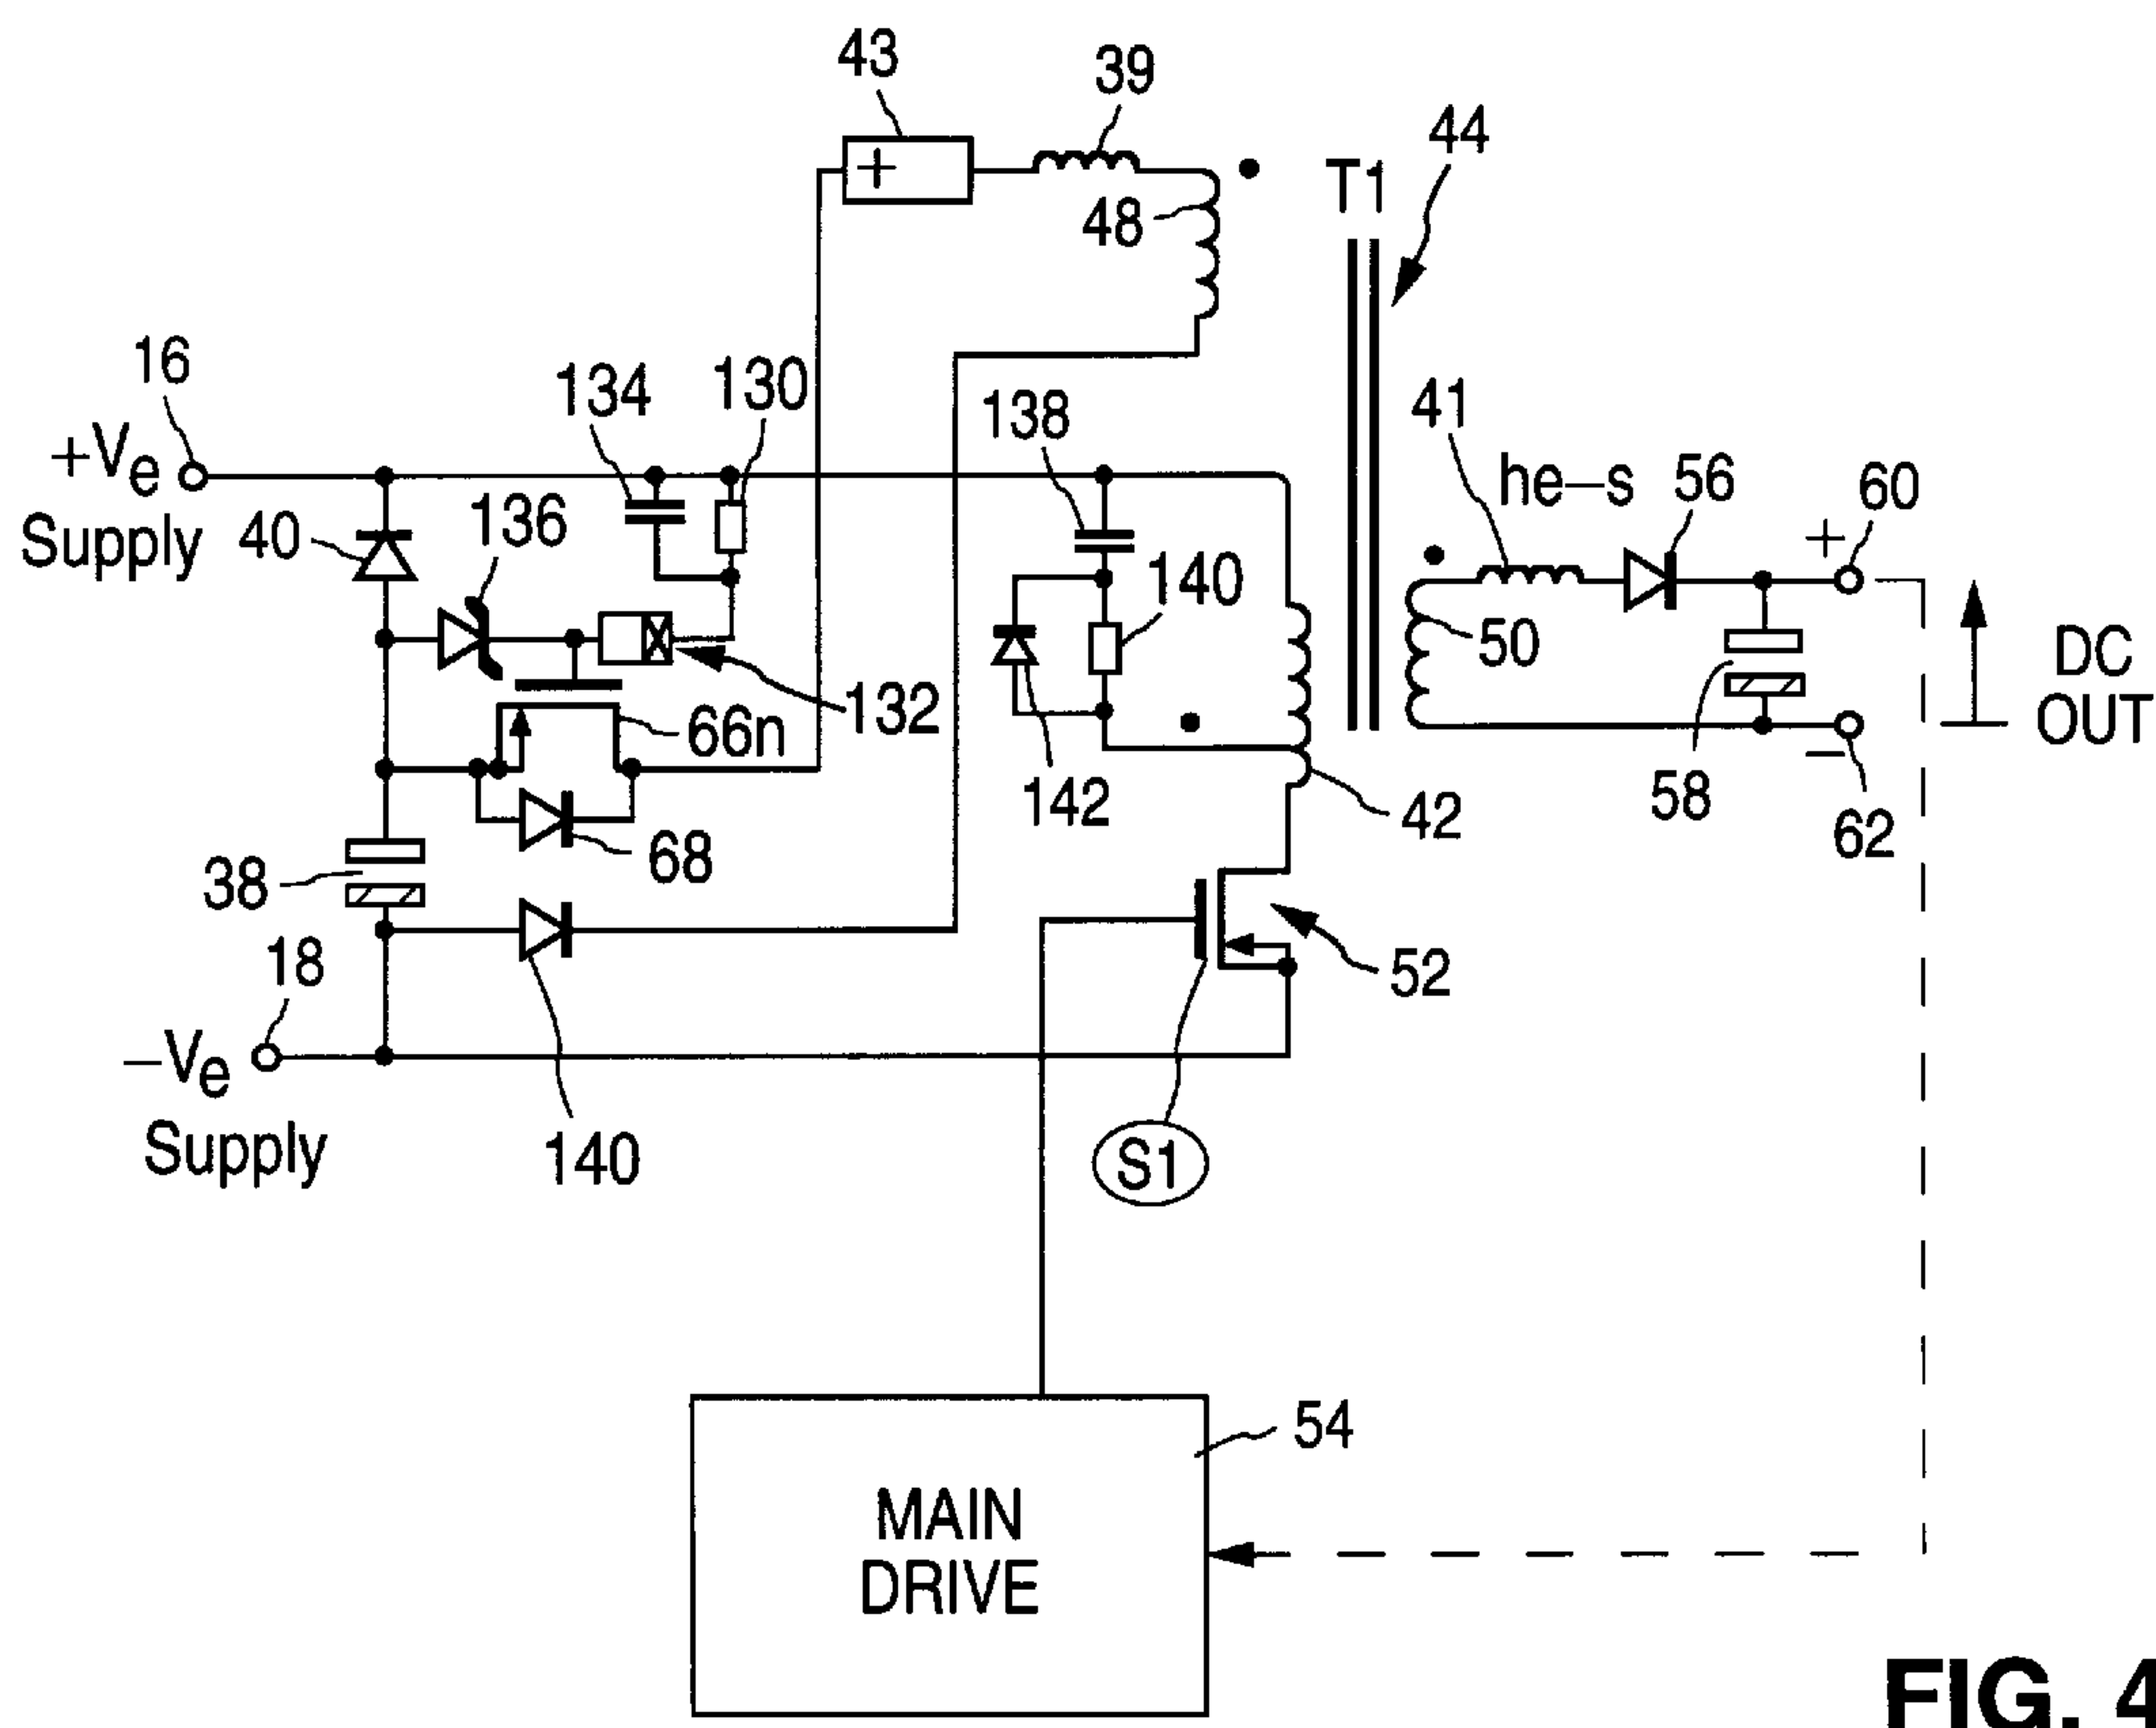 43
39
44
T1
48
16
134
130
41
138
+Ve
Supply
he–s
56
60
136
40
+
140
50
DC
OUT
132
66n
142
58
–
42
62
68
38
18
52
–Ve
Supply
140
S1
54
MAIN
DRIVE
FIG. 4